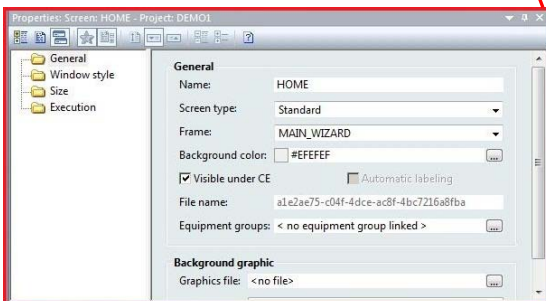 Properties: Screen: HOME - Project: DEMO1
General
Window style
Size
Execution
General
Name: HOME
Screen type: Standard
Frame: MAIN_WIZARD
Background color: #EFEFEF
Visible under CE Automatic labeling
File name: a1e2ae75-c04f-4dce-ac8f-4bc7216a8fba
Equipment groups: < no equipment group linked >
Background graphic
Graphics file: <no file>